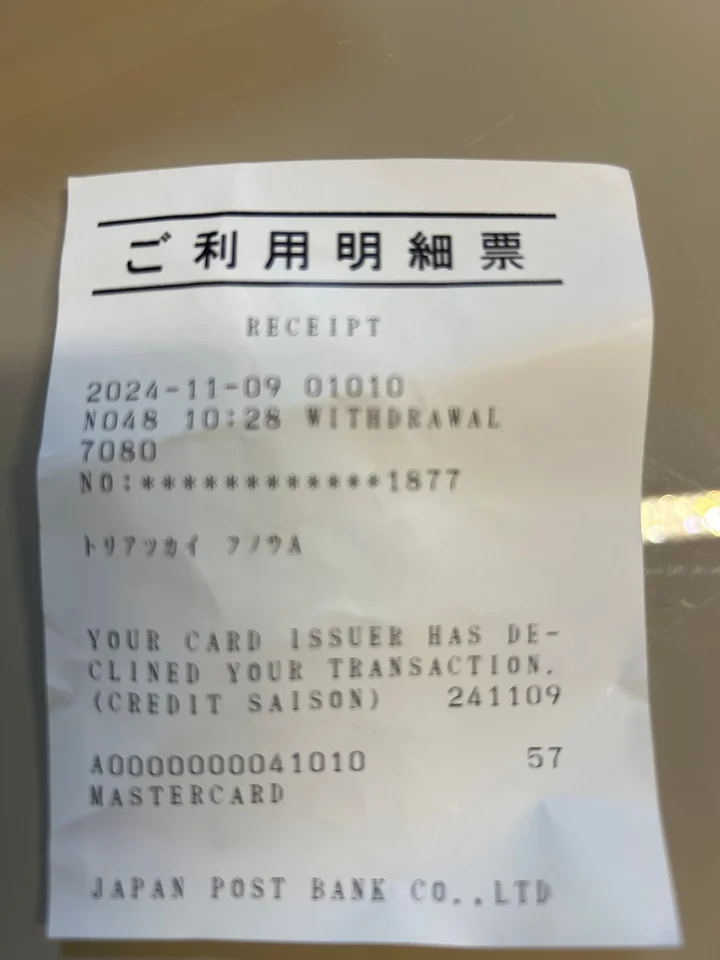 ご利用明細票
RECEIPT
2024-11-09 01010
NO48 10:28 WITHDRAWAL
7080
NO:************1877
トリアツカイ フノウA
YOUR CARD ISSUER HAS DE-
CLINED YOUR TRANSACTION.
(CREDIT SAISON) 241109
A0000000041010 57
MASTERCARD
JAPAN POST BANK CO.,LTD